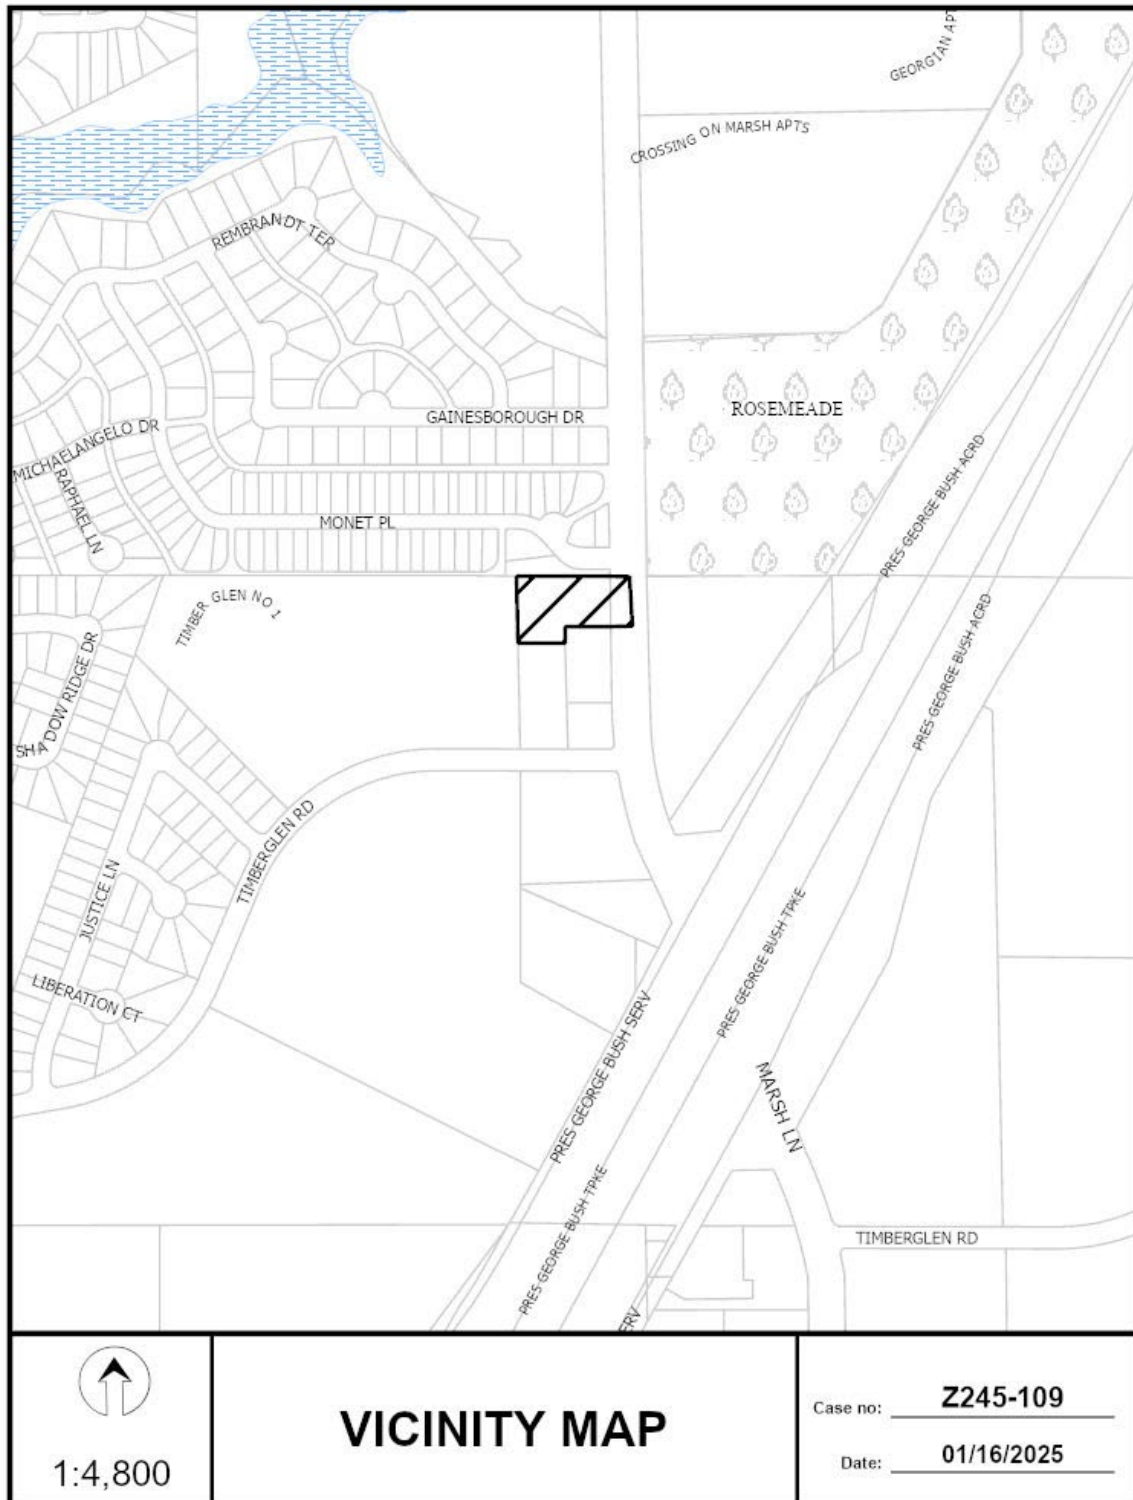 GEORGIAN APT
CROSSING ON MARSH APTS
REMBRANDT TER
ROSEMEADE
GAINESBOROUGH DR
MICHAELANGELO DR
RAPHAEL LN
PRES GEORGE BUSH ACRD
MONET PL
TIMBER GLEN NO 1
PRES GEORGE BUSH ACRD
SHADOW RIDGE DR
TIMBERGLEN RD
JUSTICE LN
PRES GEORGE BUSH TPKE
LIBERATION CT
PRES GEORGE BUSH SERV
MARSH LN
PRES GEORGE BUSH TPKE
TIMBERGLEN RD
ERV
1:4,800
VICINITY MAP
Case no: Z245-109
Date: 01/16/2025